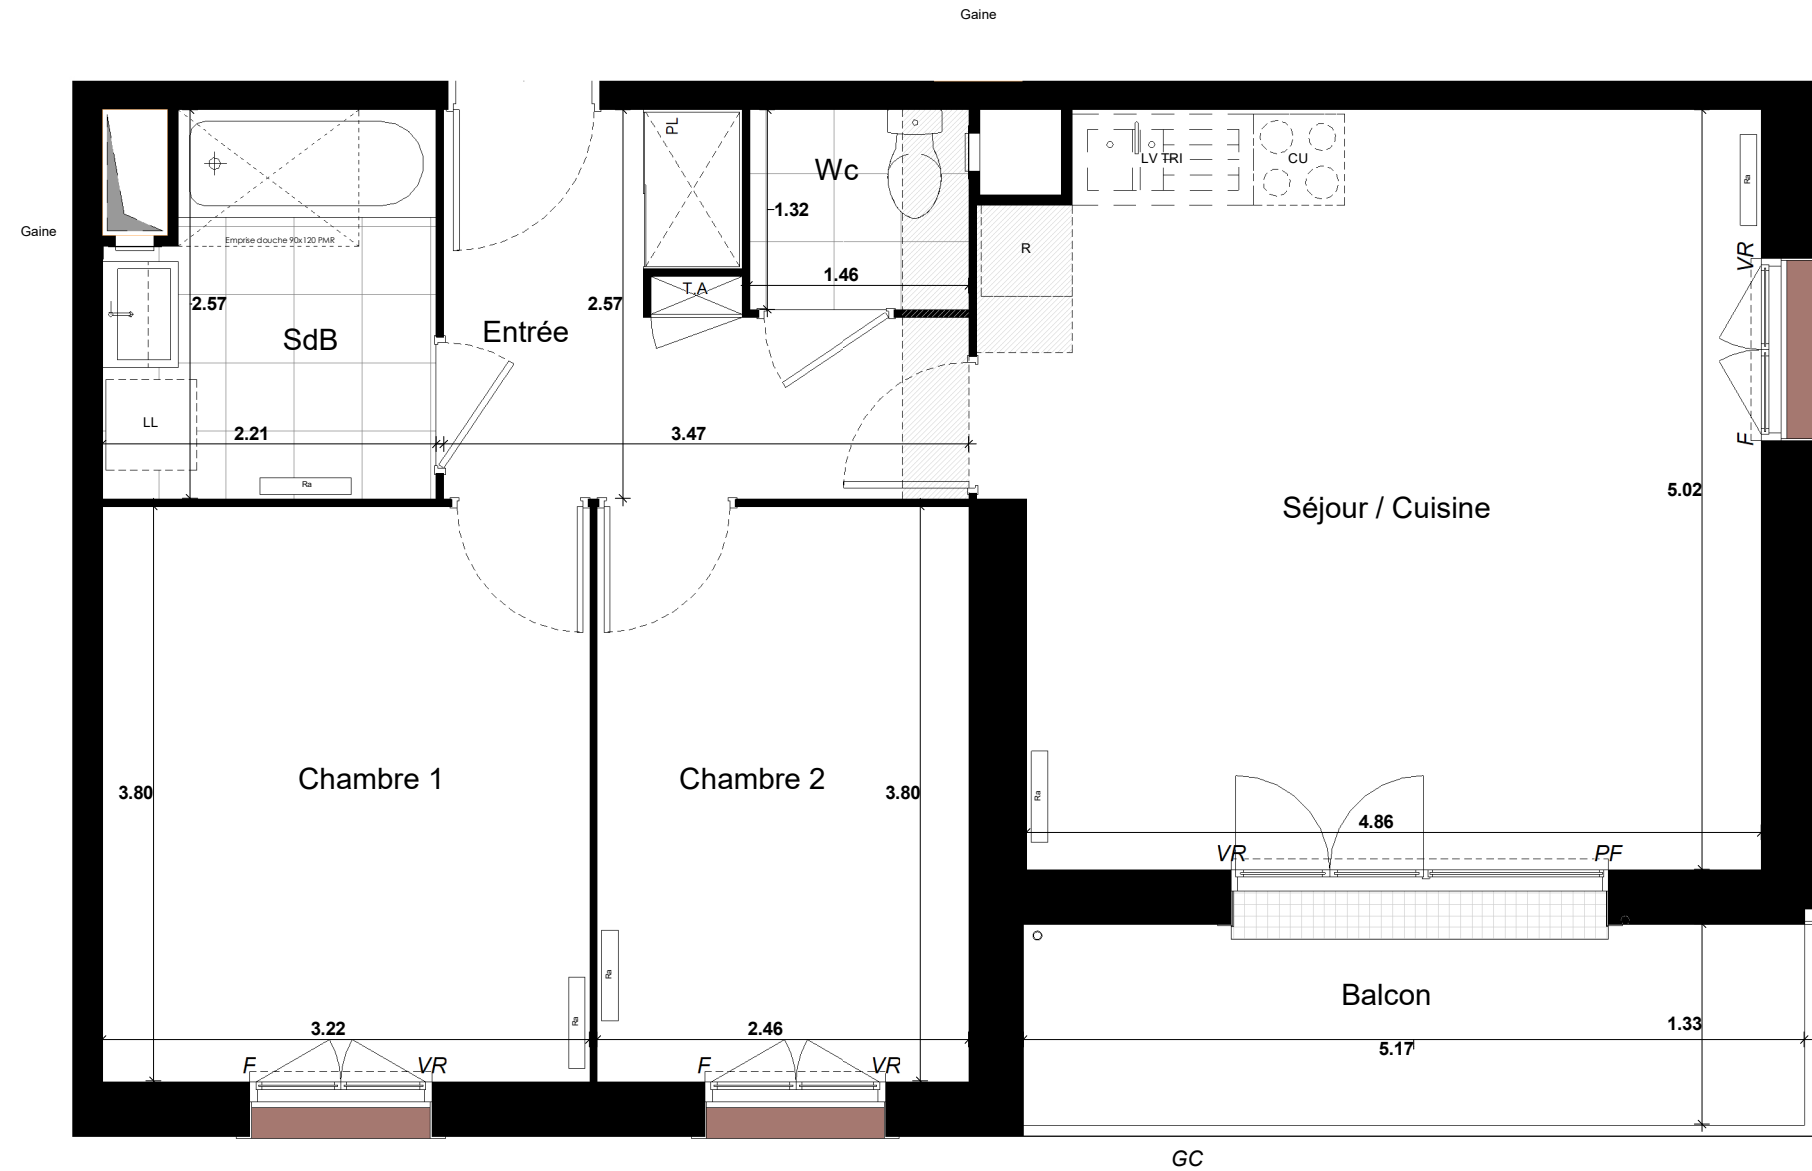 Gaine
PL
Wc
LV TRI
CU
Ra
1.32
Gaine
Emprise douche 90x120 PMR
R
VR
1.46
T.A
2.57
2.57
Entrée
SdB
LL
2.21
3.47
F
Ra
5.02
Séjour / Cuisine
Chambre 1
Chambre 2
3.80
3.80
Ra
4.86
VR
PF
Ra
Ra
Balcon
3.22
2.46
1.33
5.17
F
VR
F
VR
GC